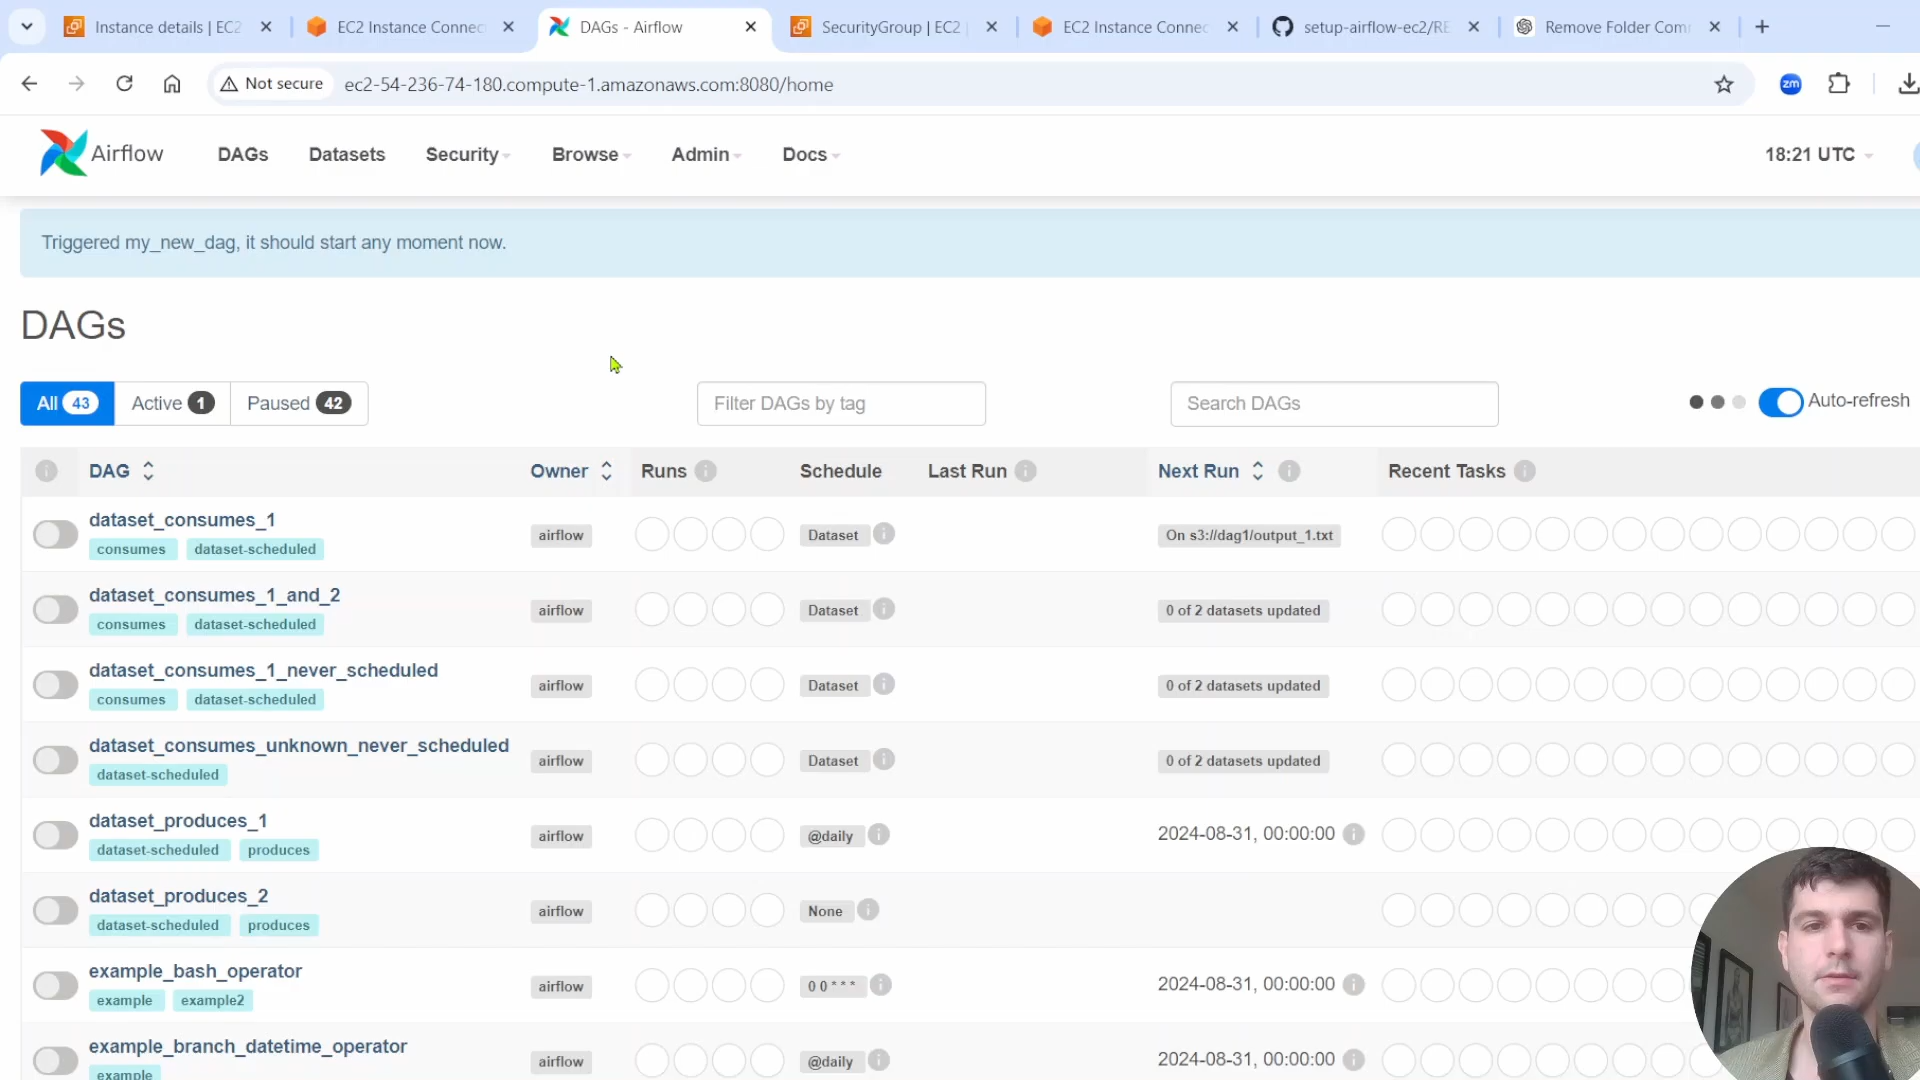 Instance details | EC2
EC2 Instance Connec
DAGs - Airflow
SecurityGroup | EC2
EC2 Instance Connec
setup-airflow-ec2/RE
Remove Folder Com
Not secure
ec2-54-236-74-180.compute-1.amazonaws.com:8080/home
zm
Airflow
DAGs
Datasets
Security
Browse
Admin
Docs
18:21 UTC
Triggered my_new_dag, it should start any moment now.
DAGs
All 43
Active 1
Paused 42
Filter DAGs by tag
Search DAGs
Auto-refresh
DAG
Owner
Runs
Schedule
Last Run
Next Run
Recent Tasks
dataset_consumes_1
consumes dataset-scheduled
airflow
Dataset
On s3://dag1/output_1.txt
dataset_consumes_1_and_2
consumes dataset-scheduled
airflow
Dataset
0 of 2 datasets updated
dataset_consumes_1_never_scheduled
consumes dataset-scheduled
airflow
Dataset
0 of 2 datasets updated
dataset_consumes_unknown_never_scheduled
dataset-scheduled
airflow
Dataset
0 of 2 datasets updated
dataset_produces_1
dataset-scheduled produces
airflow
@daily
2024-08-31, 00:00:00
dataset_produces_2
dataset-scheduled produces
airflow
None
example_bash_operator
example example2
airflow
0 0 * * *
2024-08-31, 00:00:00
example_branch_datetime_operator
example
airflow
@daily
2024-08-31, 00:00:00